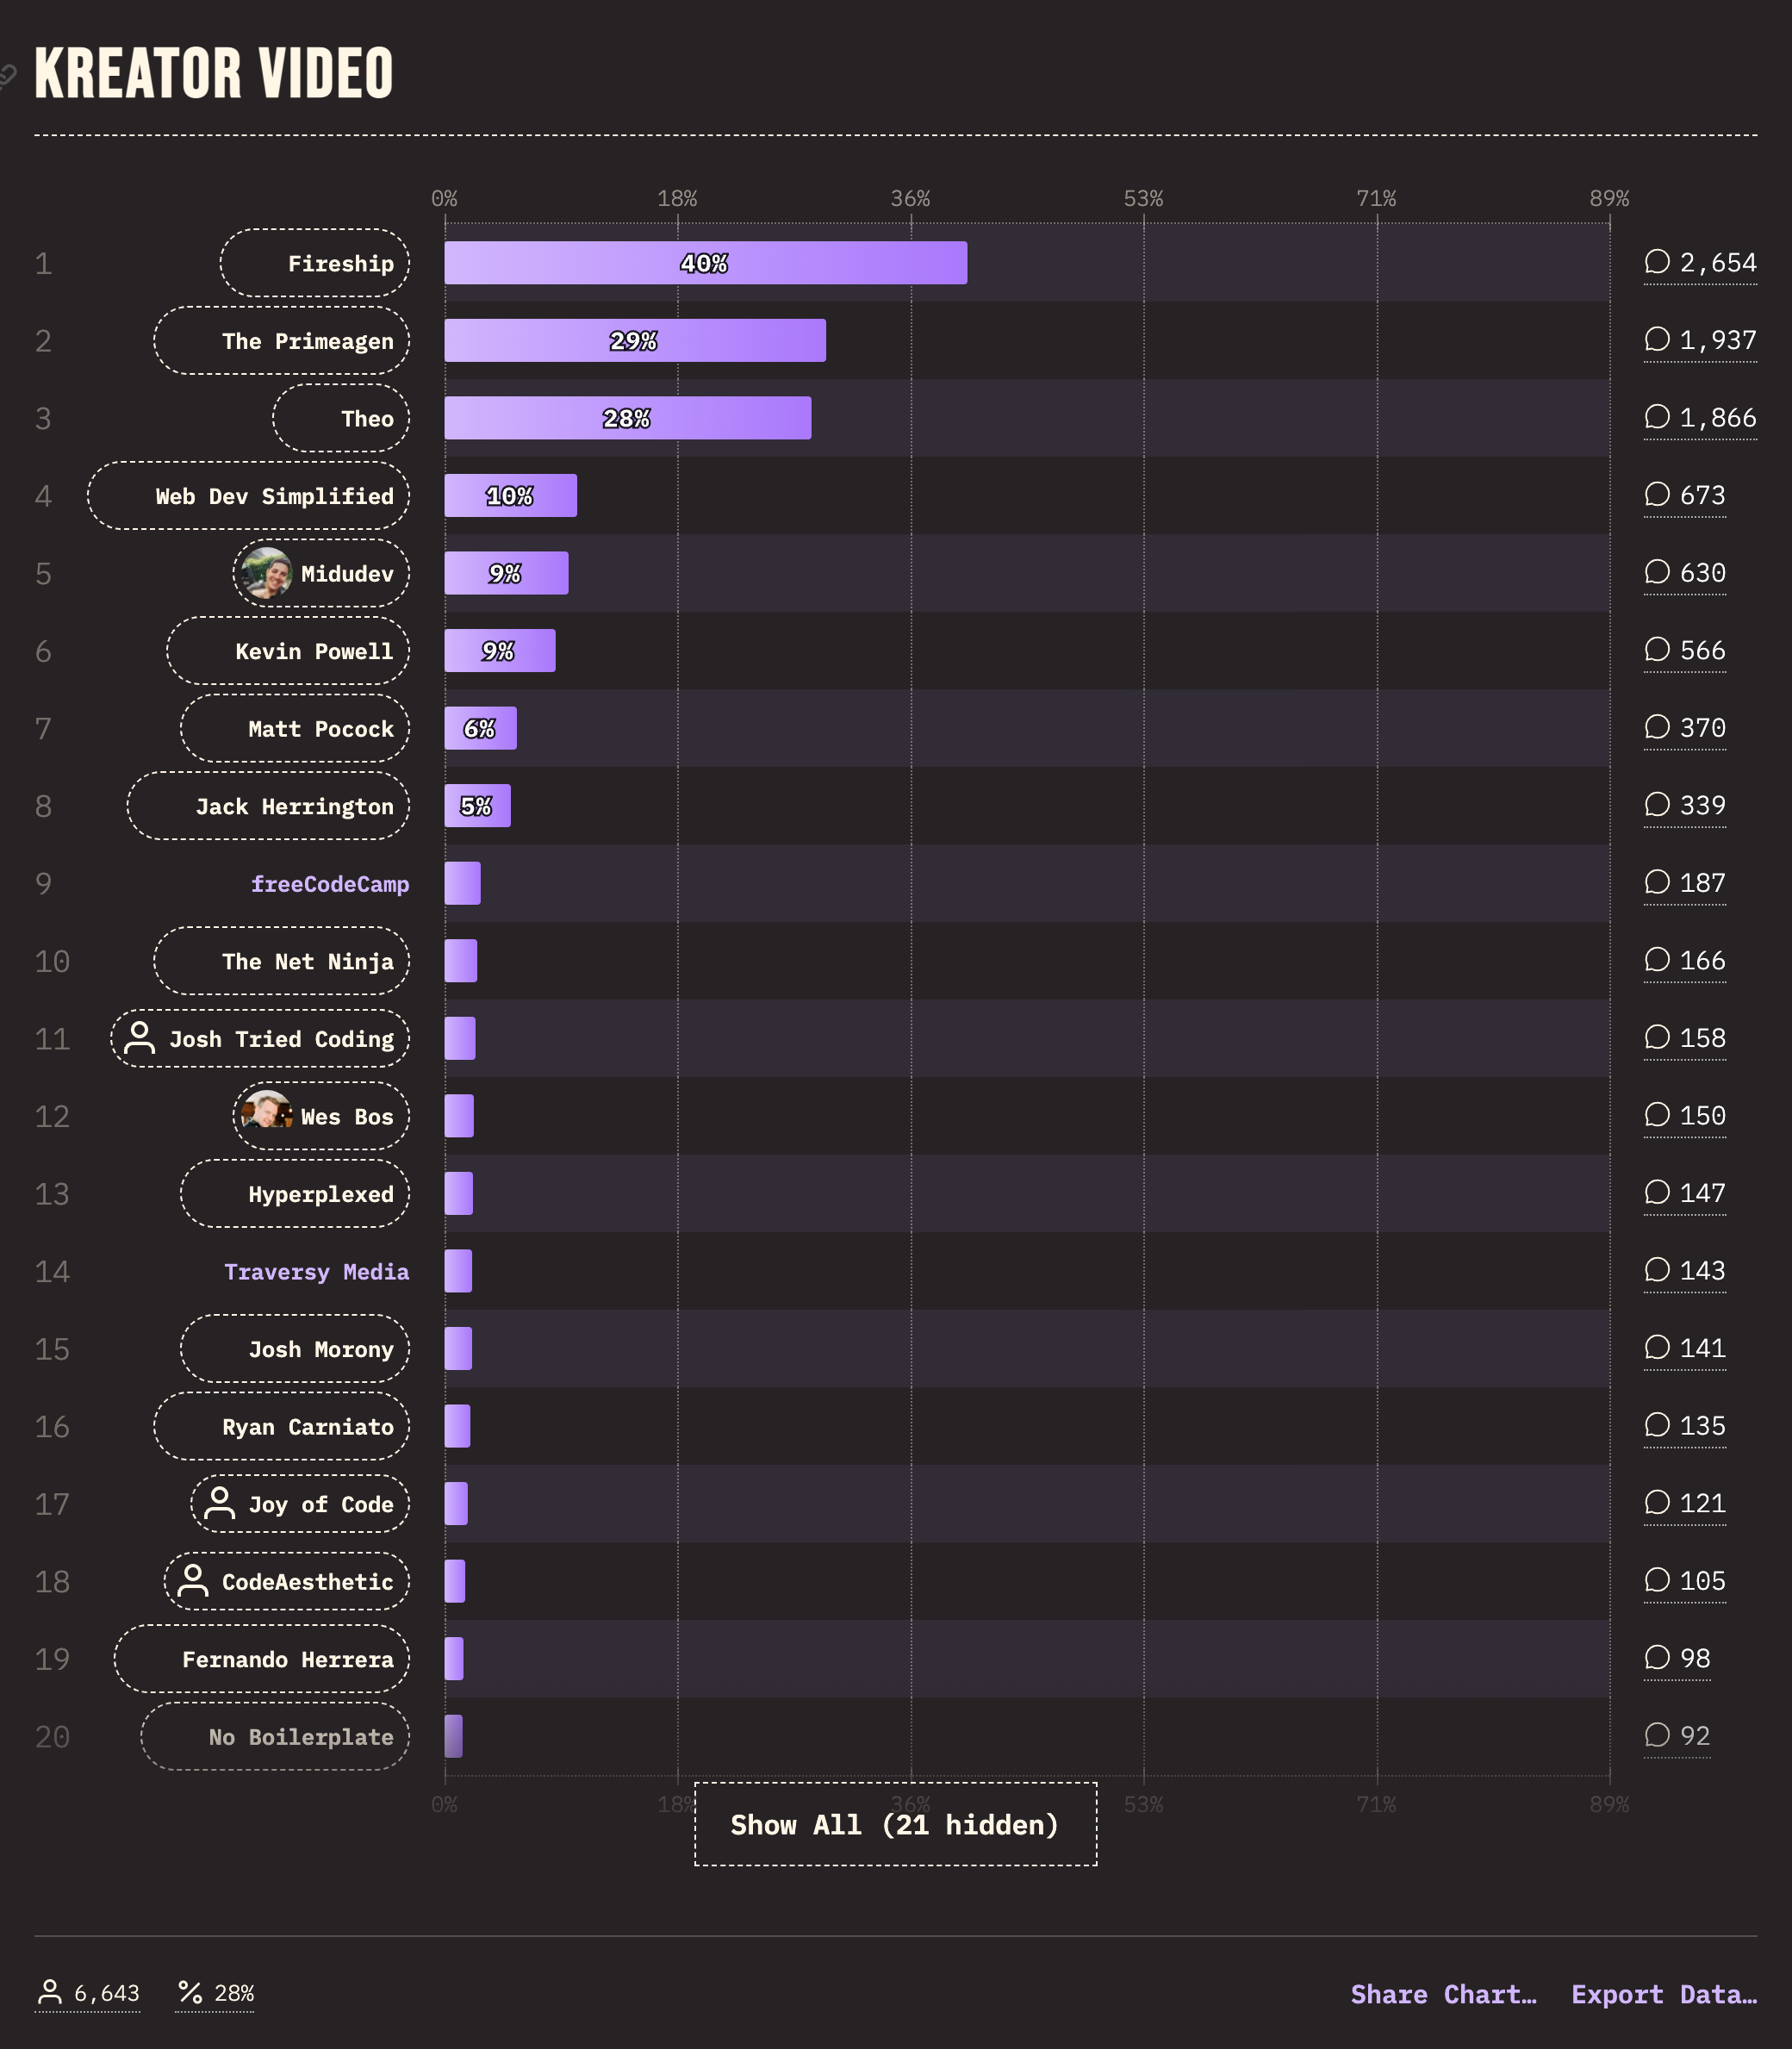 KREATOR VIDEO
0% 18% 36% 53% 71% 89%
1 Fireship 40% 2,654
2 The Primeagen 29% 1,937
3 Theo 28% 1,866
4 Web Dev Simplified 10% 673
5 Midudev 9% 630
6 Kevin Powell 9% 566
7 Matt Pocock 6% 370
8 Jack Herrington 5% 339
9 freeCodeCamp 187
10 The Net Ninja 166
11 Josh Tried Coding 158
12 Wes Bos 150
13 Hyperplexed 147
14 Traversy Media 143
15 Josh Morony 141
16 Ryan Carniato 135
17 Joy of Code 121
18 CodeAesthetic 105
19 Fernando Herrera 98
20 No Boilerplate 92
0% 18% 36% 53% 71% 89%
Show All (21 hidden)
6,643 28% Share Chart… Export Data…